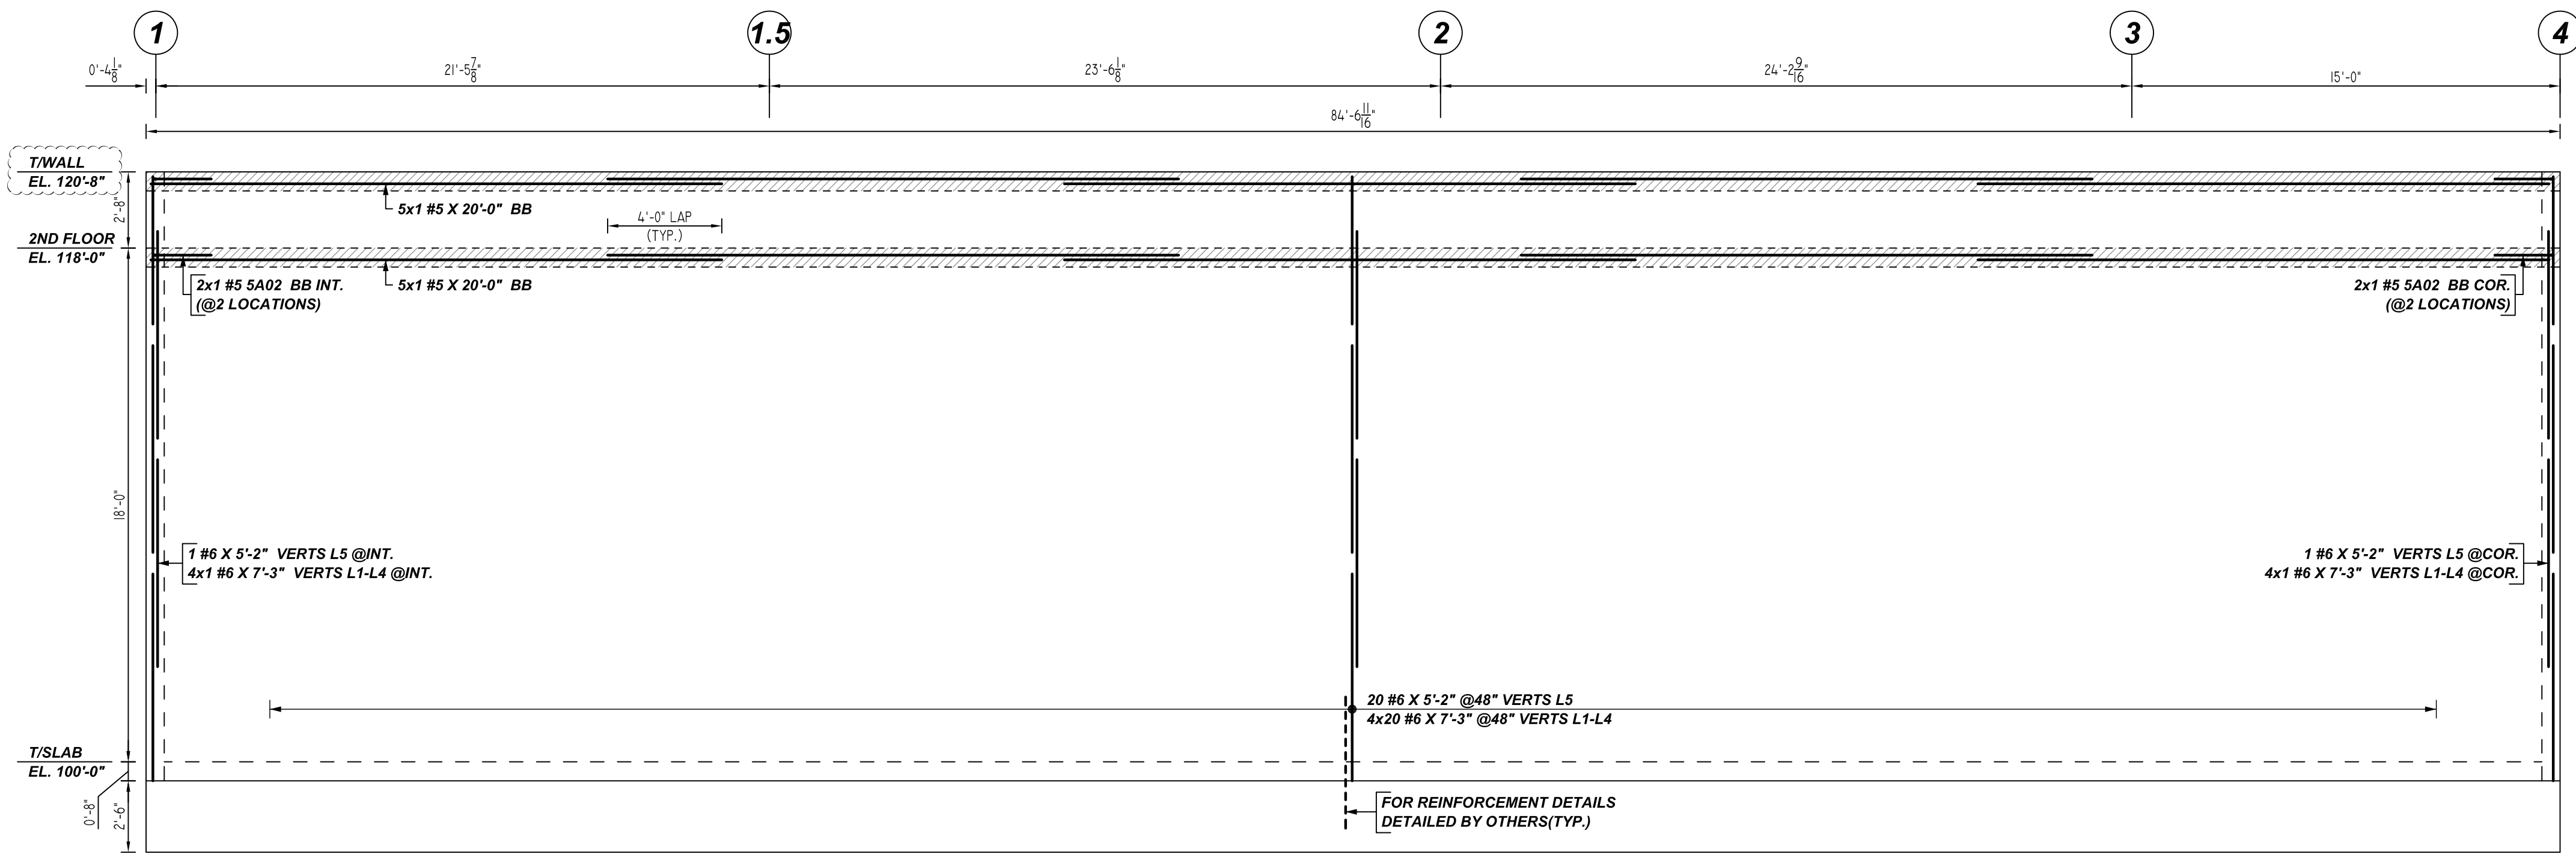 1
1.5
2
3
4
0'-4 1/8"
21'-5 7/8"
23'-6 1/8"
24'-2 9/16"
15'-0"
84'-6 11/16"
T/WALL
EL. 120'-8"
2'-8"
5x1 #5 X 20'-0" BB
4'-0" LAP
(TYP.)
2ND FLOOR
EL. 118'-0"
2x1 #5 5A02 BB INT.
(@2 LOCATIONS)
5x1 #5 X 20'-0" BB
2x1 #5 5A02 BB COR.
(@2 LOCATIONS)
18'-0"
1 #6 X 5'-2" VERTS L5 @INT.
4x1 #6 X 7'-3" VERTS L1-L4 @INT.
1 #6 X 5'-2" VERTS L5 @COR.
4x1 #6 X 7'-3" VERTS L1-L4 @COR.
20 #6 X 5'-2" @48" VERTS L5
4x20 #6 X 7'-3" @48" VERTS L1-L4
T/SLAB
EL. 100'-0"
0'-8"
2'-6"
FOR REINFORCEMENT DETAILS
DETAILED BY OTHERS(TYP.)